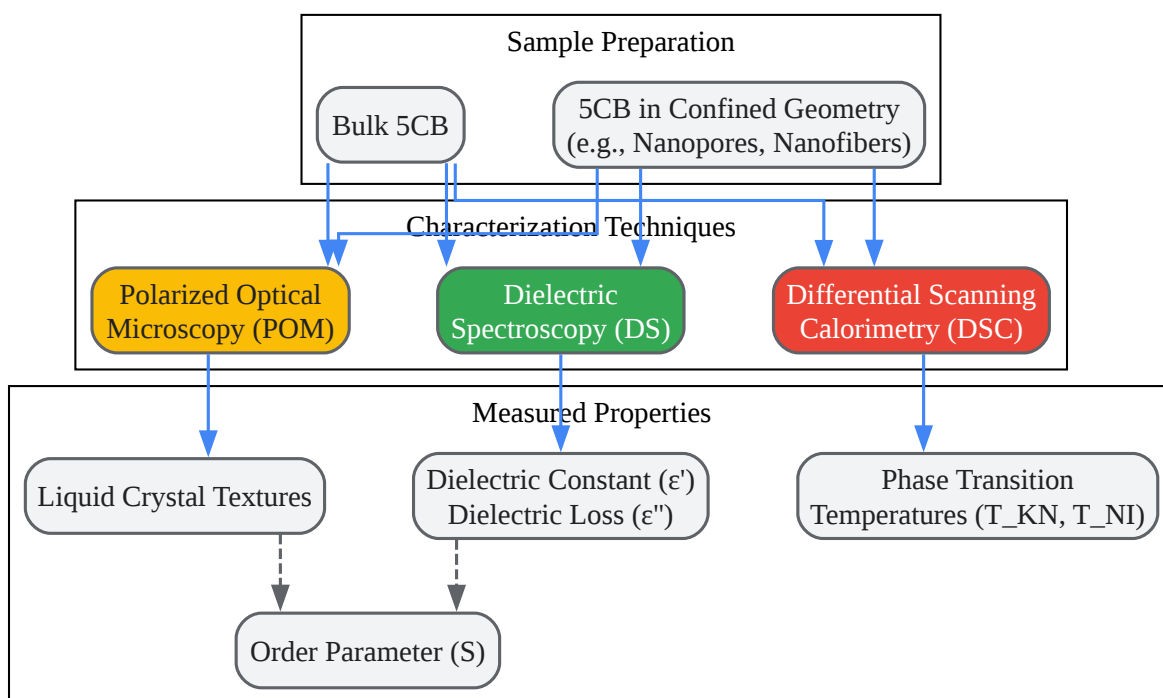 Sample Preparation
Bulk 5CB
5CB in Confined Geometry
(e.g., Nanopores, Nanofibers)
Characterization Techniques
Polarized Optical
Microscopy (POM)
Dielectric
Spectroscopy (DS)
Differential Scanning
Calorimetry (DSC)
Measured Properties
Liquid Crystal Textures
Dielectric Constant (ε')
Dielectric Loss (ε'')
Phase Transition
Temperatures (T_KN, T_NI)
Order Parameter (S)